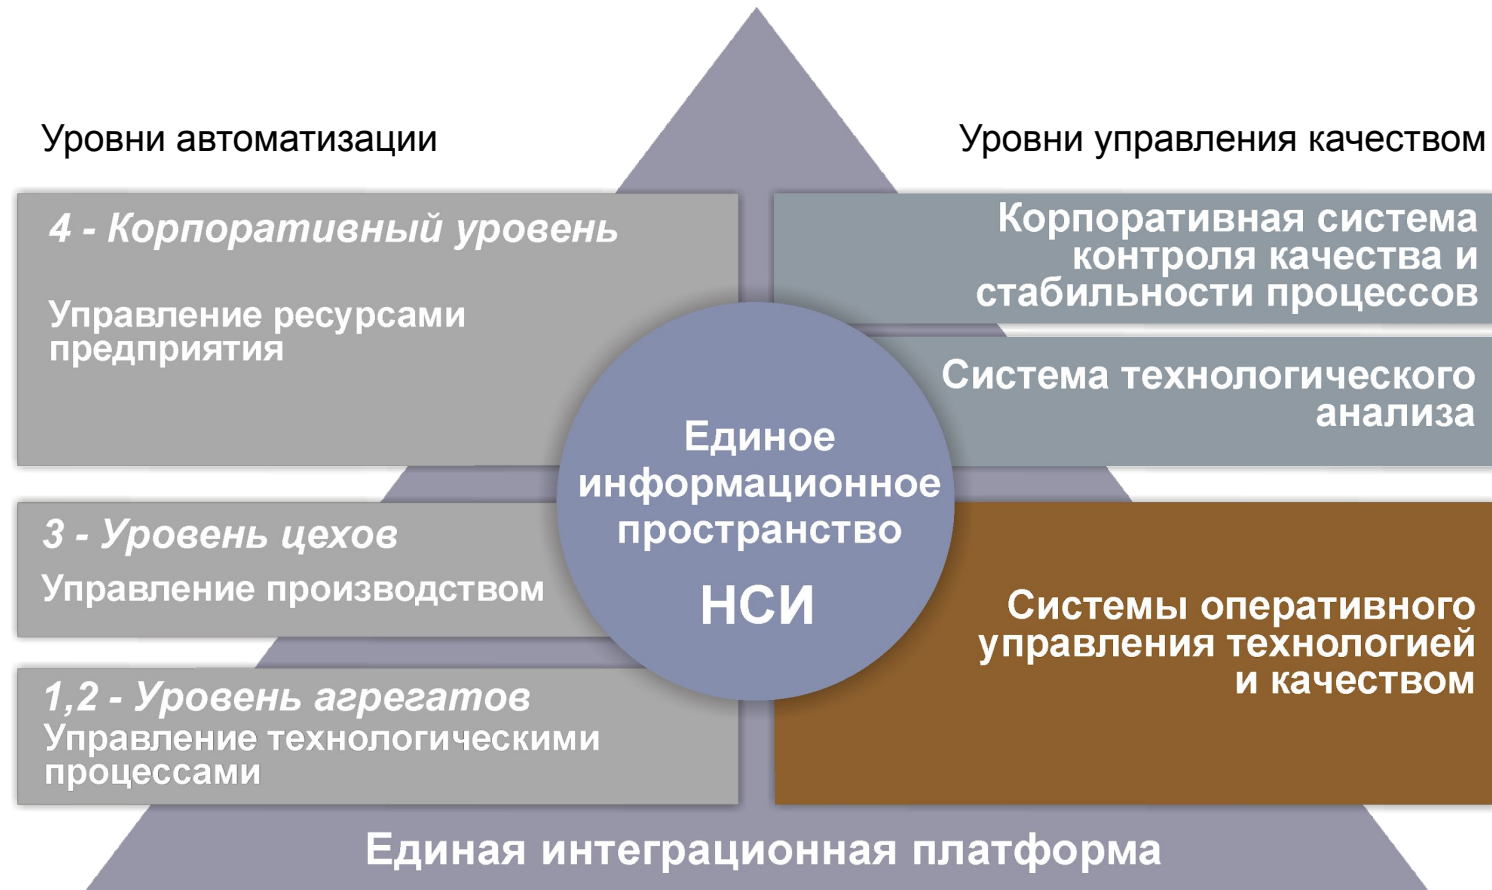 Уровни автоматизации
Уровни управления качеством
4 - Корпоративный уровень
Управление ресурсами
предприятия
3 - Уровень цехов
Управление производством
1,2 - Уровень агрегатов
Управление технологическими
процессами
Единое
информационное
пространство
НСИ
Корпоративная система
контроля качества и
стабильности процессов
Система технологического
анализа
Системы оперативного
управления технологией
и качеством
Единая интеграционная платформа